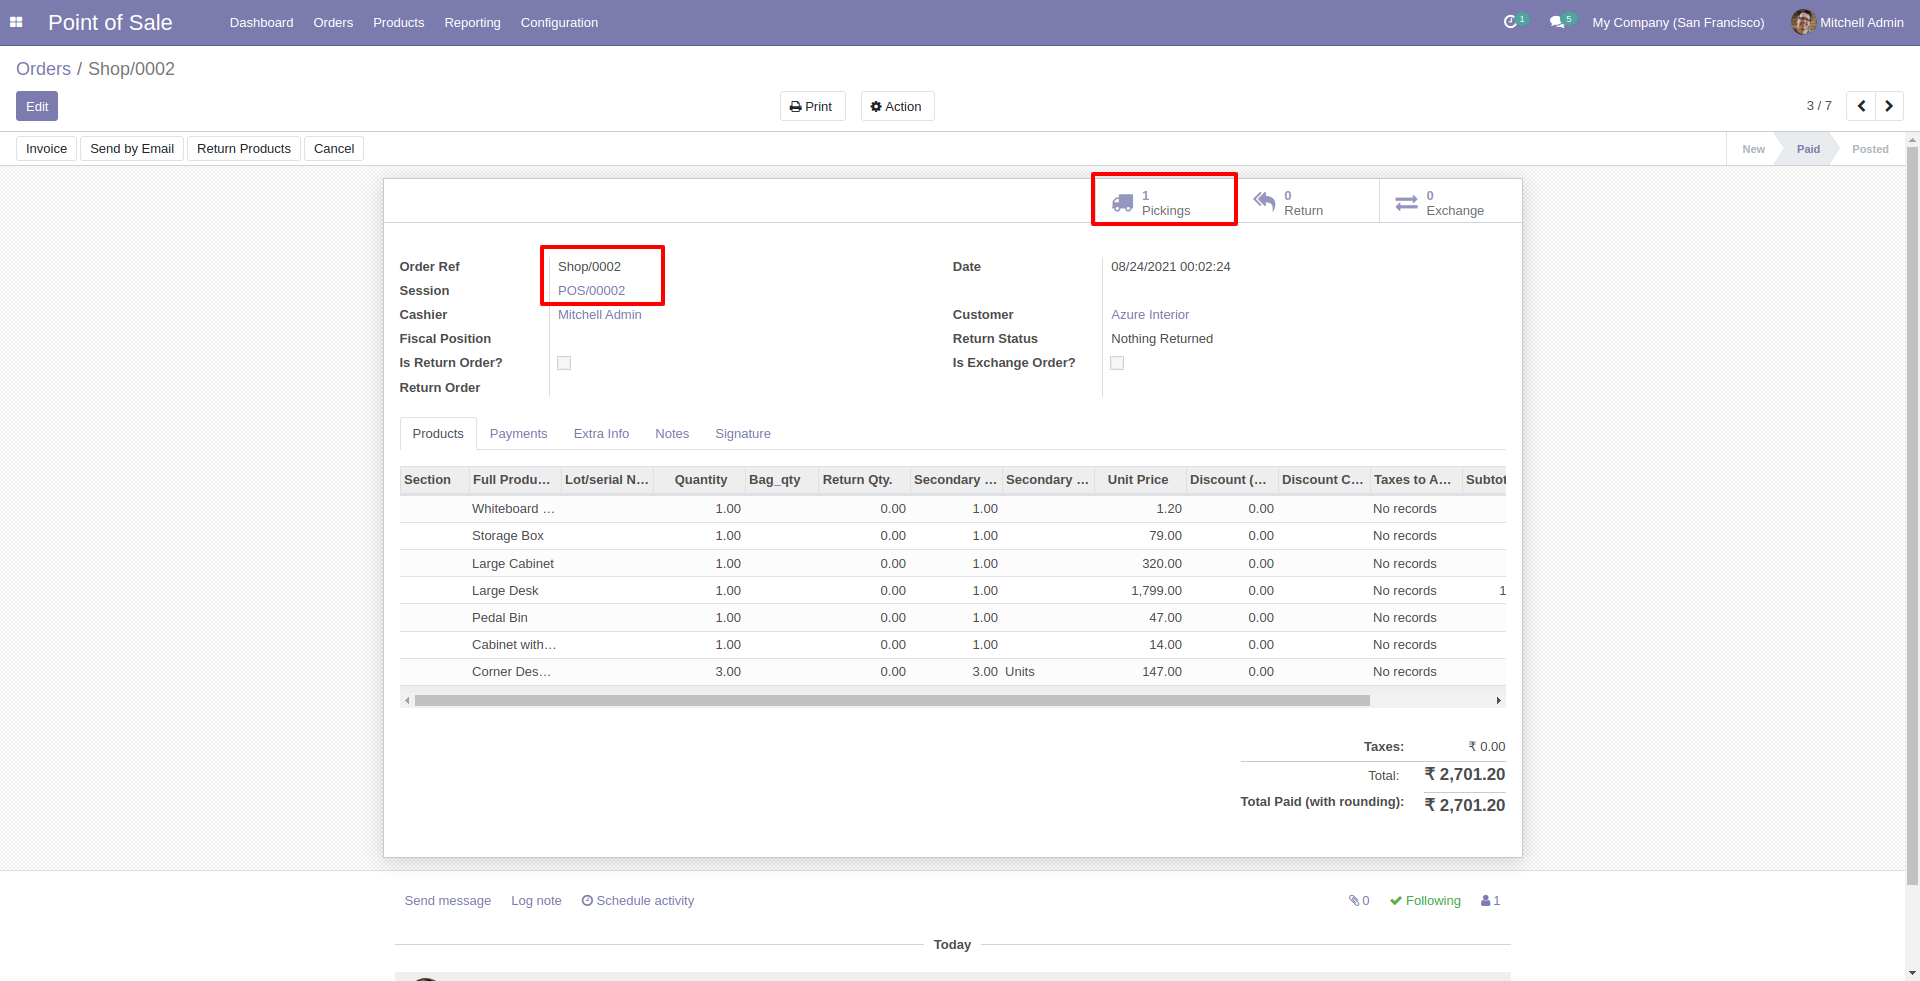 Point of Sale Dashboard Orders Products Reporting Configuration 1 5 My Company (San Francisco) Mitchell Admin
Orders / Shop/0002
Edit Print Action 3 / 7
Invoice Send by Email Return Products Cancel New Paid Posted
1 Pickings 0 Return 0 Exchange
Order Ref Shop/0002 Date 08/24/2021 00:02:24
Session POS/00002
Cashier Mitchell Admin Customer Azure Interior
Fiscal Position Return Status Nothing Returned
Is Return Order? Is Exchange Order?
Return Order
Products Payments Extra Info Notes Signature
Section Full Produ... Lot/serial N... Quantity Bag_qty Return Qty. Secondary ... Secondary ... Unit Price Discount (... Discount C... Taxes to A... Subtot
Whiteboard ... 1.00 0.00 1.00 1.20 0.00 No records
Storage Box 1.00 0.00 1.00 79.00 0.00 No records
Large Cabinet 1.00 0.00 1.00 320.00 0.00 No records
Large Desk 1.00 0.00 1.00 1,799.00 0.00 No records 1
Pedal Bin 1.00 0.00 1.00 47.00 0.00 No records
Cabinet with... 1.00 0.00 1.00 14.00 0.00 No records
Corner Des... 3.00 0.00 3.00 Units 147.00 0.00 No records
Taxes: ₹ 0.00
Total: ₹ 2,701.20
Total Paid (with rounding): ₹ 2,701.20
Send message Log note Schedule activity 0 Following 1
Today